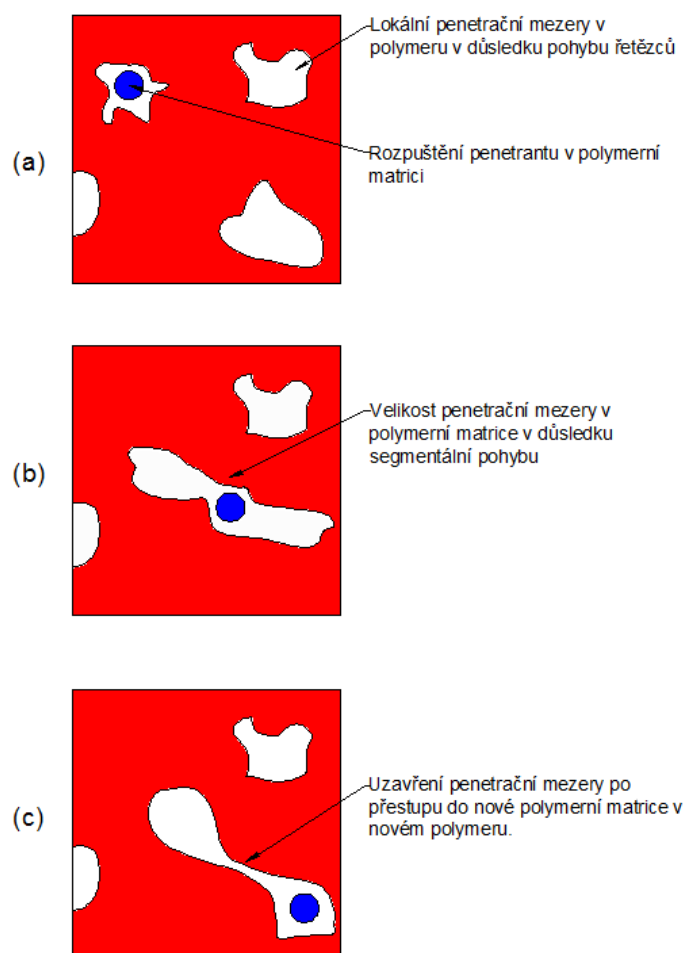 Lokální penetrační mezery v
polymeru v důsledku pohybu řetězců
(a)
Rozpuštění penetrantu v polymerní
matrici
Velikost penetrační mezery v
polymerní matrice v důsledku
segmentální pohybu
(b)
Uzavření penetrační mezery po
přestupu do nové polymerní matrice v
novém polymeru.
(c)